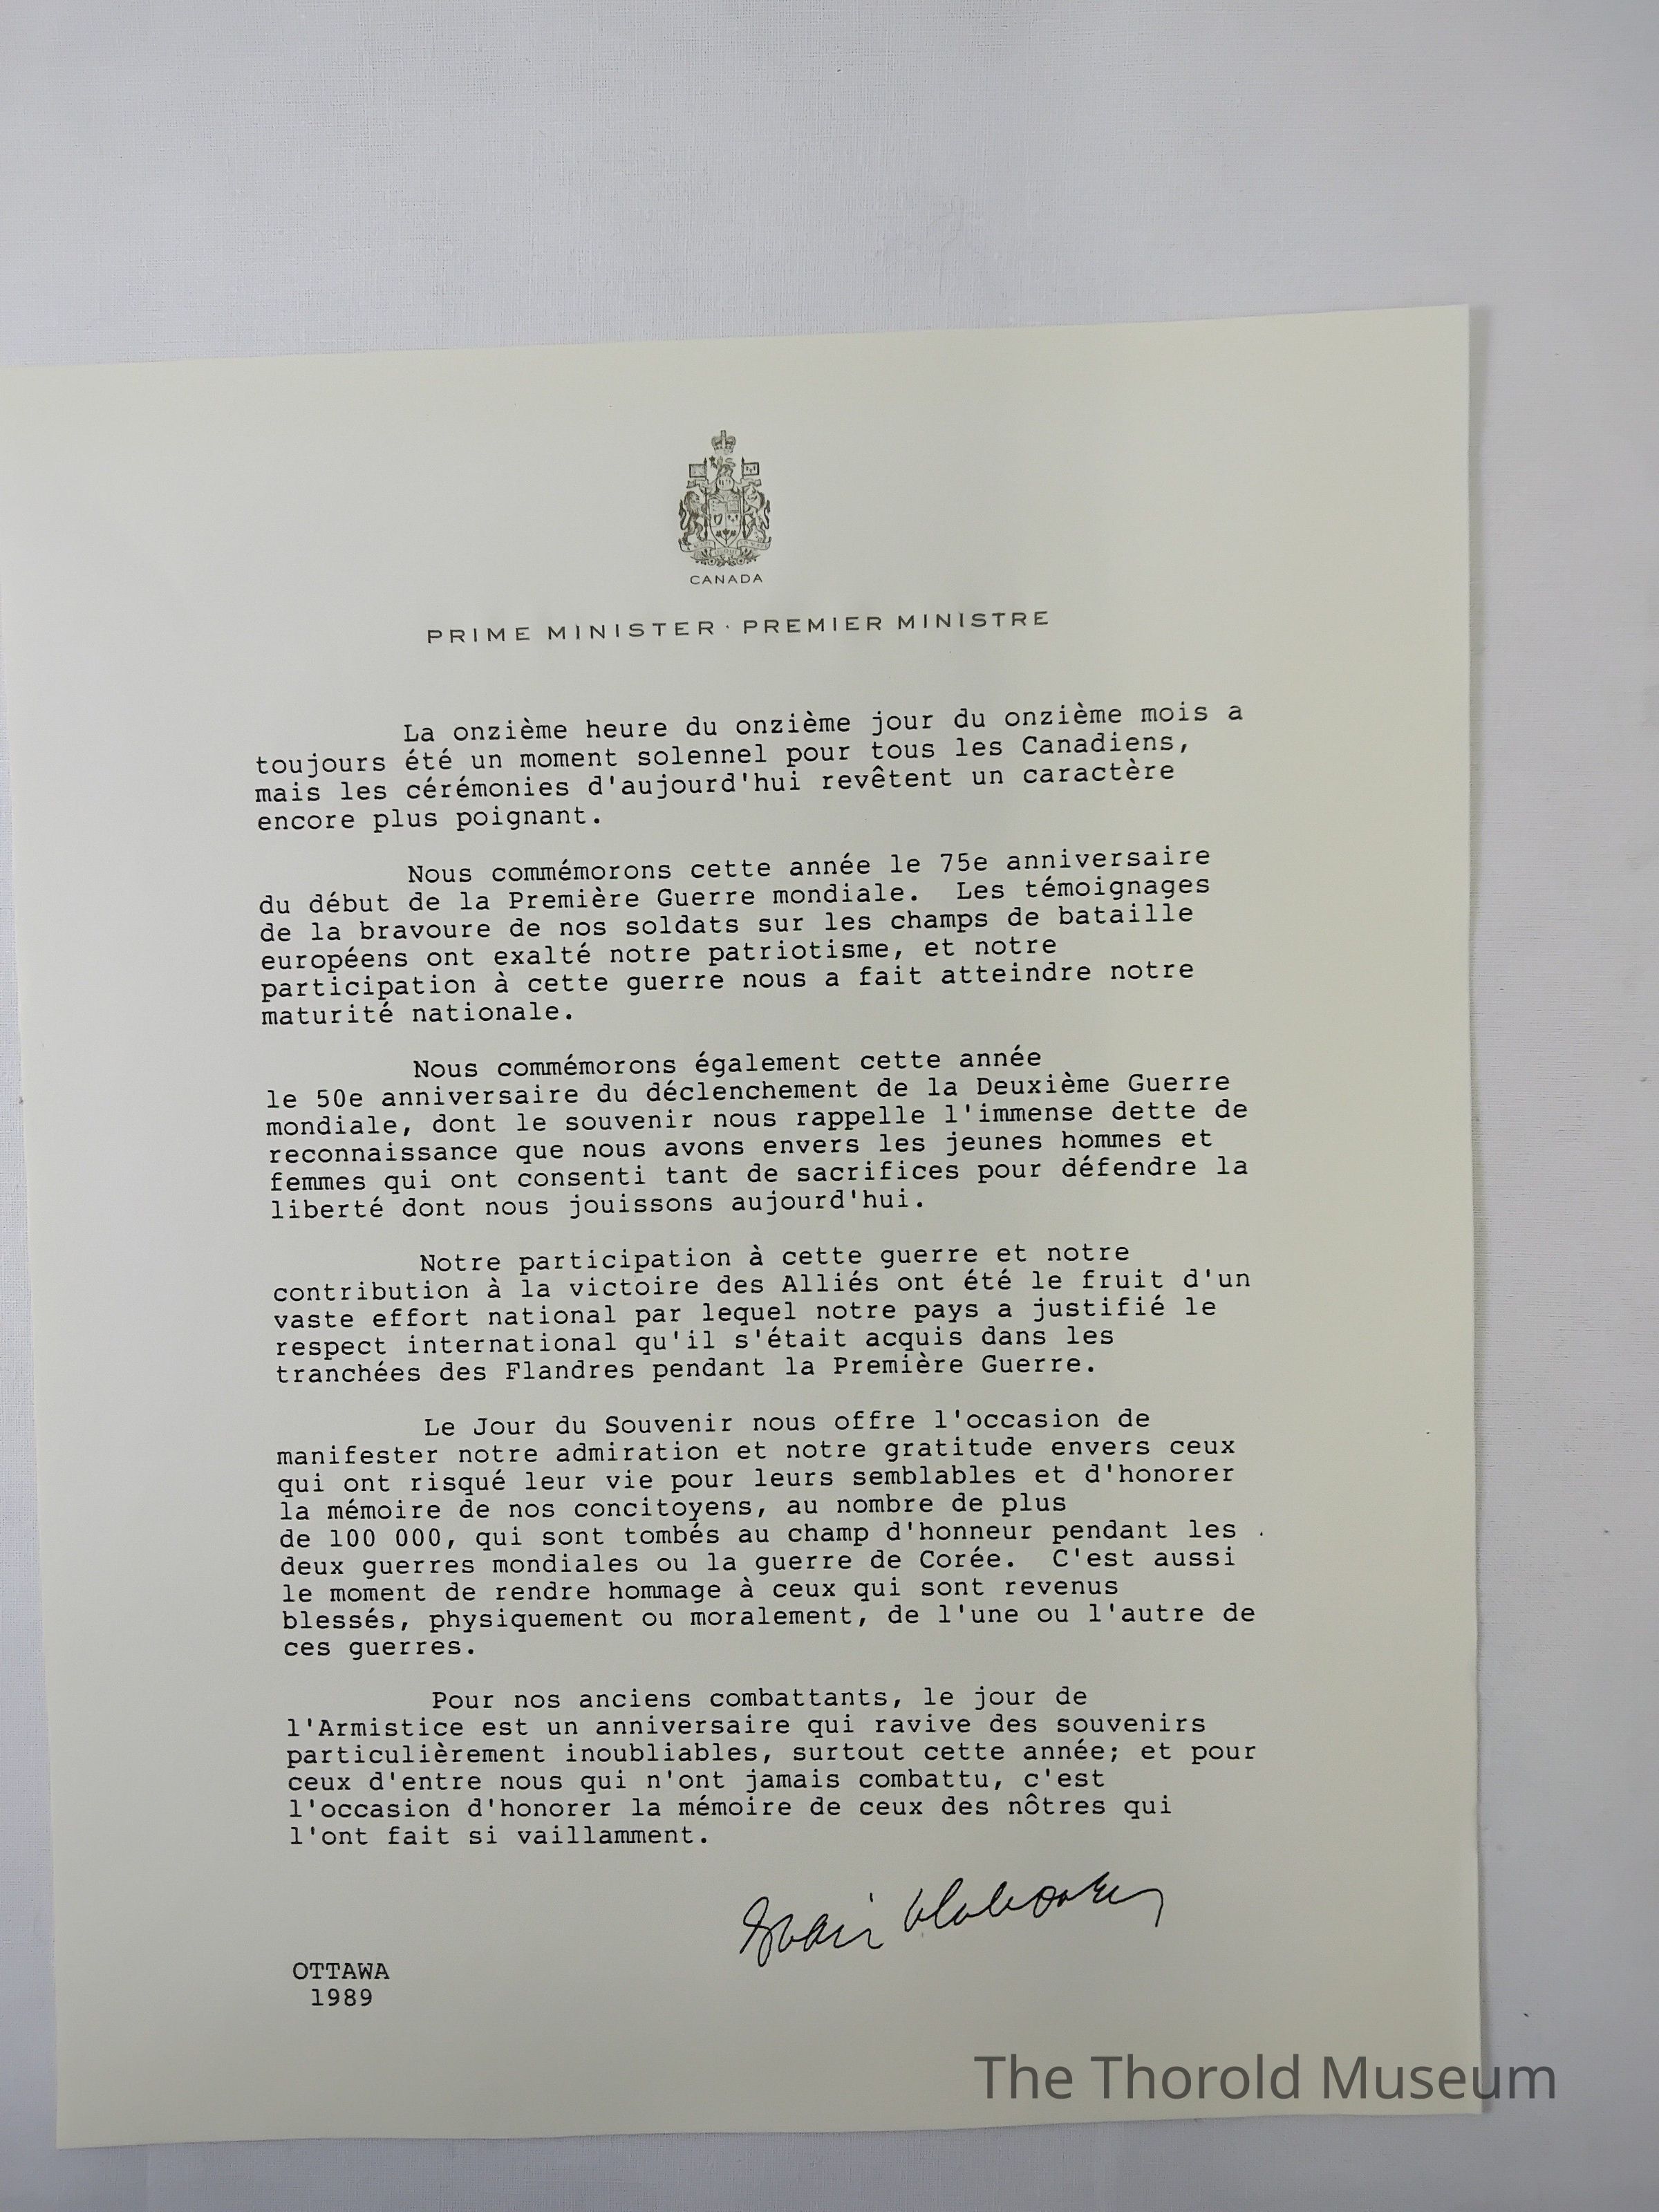 CANADA
PRIME MINISTER · PREMIER MINISTRE
La onzième heure du onzième jour du onzième mois a
toujours été un moment solennel pour tous les Canadiens,
mais les cérémonies d'aujourd'hui revêtent un caractère
encore plus poignant.
Nous commémorons cette année le 75e anniversaire
du début de la Première Guerre mondiale. Les témoignages
de la bravoure de nos soldats sur les champs de bataille
européens ont exalté notre patriotisme, et notre
participation à cette guerre nous a fait atteindre notre
maturité nationale.
Nous commémorons également cette année
le 50e anniversaire du déclenchement de la Deuxième Guerre
mondiale, dont le souvenir nous rappelle l'immense dette de
reconnaissance que nous avons envers les jeunes hommes et
femmes qui ont consenti tant de sacrifices pour défendre la
liberté dont nous jouissons aujourd'hui.
Notre participation à cette guerre et notre
contribution à la victoire des Alliés ont été le fruit d'un
vaste effort national par lequel notre pays a justifié le
respect international qu'il s'était acquis dans les
tranchées des Flandres pendant la Première Guerre.
Le Jour du Souvenir nous offre l'occasion de
manifester notre admiration et notre gratitude envers ceux
qui ont risqué leur vie pour leurs semblables et d'honorer
la mémoire de nos concitoyens, au nombre de plus
de 100 000, qui sont tombés au champ d'honneur pendant les
deux guerres mondiales ou la guerre de Corée. C'est aussi
le moment de rendre hommage à ceux qui sont revenus
blessés, physiquement ou moralement, de l'une ou l'autre de
ces guerres.
Pour nos anciens combattants, le jour de
l'Armistice est un anniversaire qui ravive des souvenirs
particulièrement inoubliables, surtout cette année; et pour
ceux d'entre nous qui n'ont jamais combattu, c'est
l'occasion d'honorer la mémoire de ceux des nôtres qui
l'ont fait si vaillamment.
OTTAWA
1989
The Thorold Museum